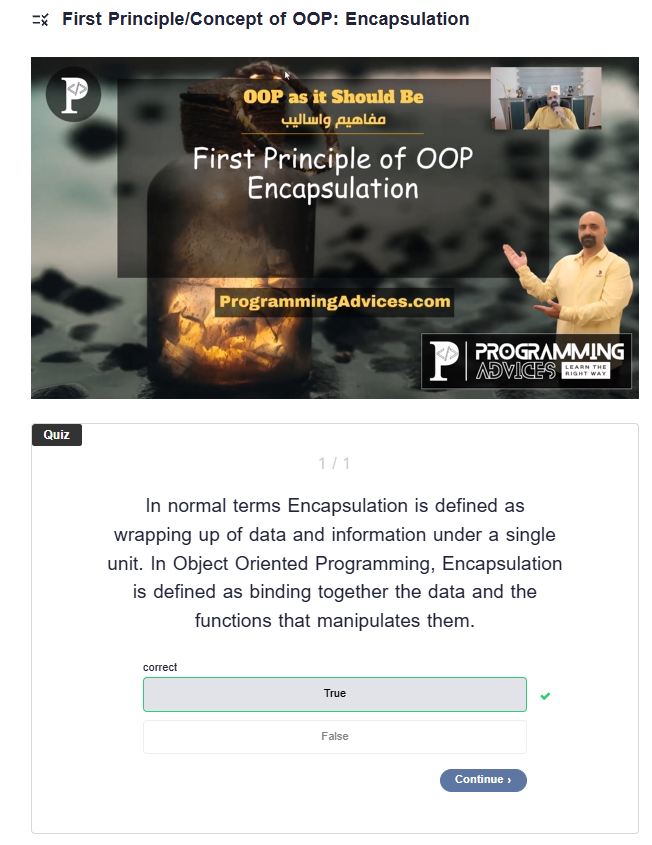 First Principle/Concept of OOP: Encapsulation
P
</>
OOP as it Should Be
مفاهيم واساليب
First Principle of OOP
Encapsulation
ProgrammingAdvices.com
P
</>
PROGRAMMING
ADVICES
LEARN THE
RIGHT WAY
Quiz
1 / 1
In normal terms Encapsulation is defined as
wrapping up of data and information under a single
unit. In Object Oriented Programming, Encapsulation
is defined as binding together the data and the
functions that manipulates them.
correct
True
False
Continue ›